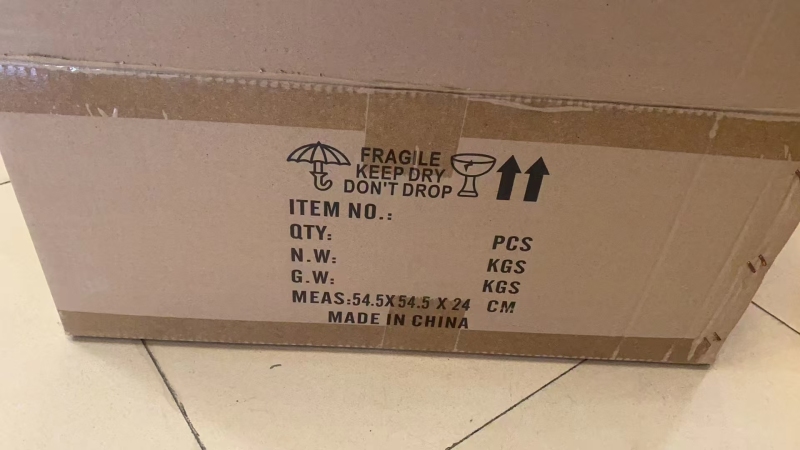 FRAGILE
KEEP DRY
DON'T DROP
ITEM NO.:
QTY: PCS
N.W: KGS
G.W: KGS
MEAS:54.5X54.5 X 24 CM
MADE IN CHINA